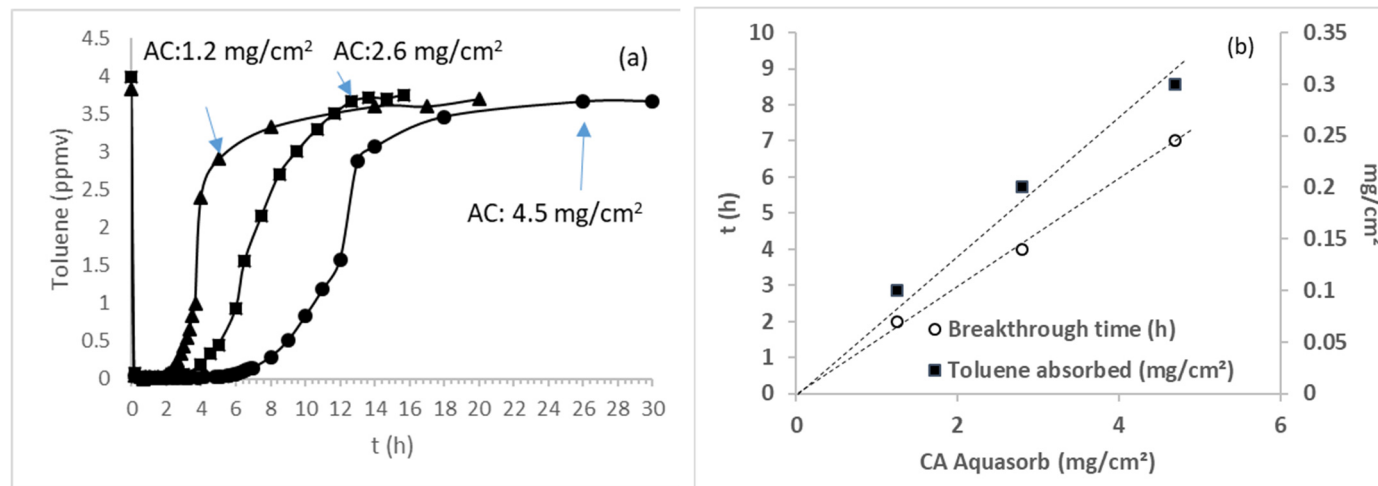 (a)
AC:1.2 mg/cm²
AC:2.6 mg/cm²
AC: 4.5 mg/cm²
Toluene (ppmv)
4.5
4
3.5
3
2.5
2
1.5
1
0.5
0
0 2 4 6 8 10 12 14 16 18 20 22 24 26 28 30
t (h)
(b)
t (h)
10
9
8
7
6
5
4
3
2
1
0
Breakthrough time (h)
Toluene absorbed (mg/cm²)
0 2 4 6
CA Aquasorb (mg/cm²)
0.35
0.3
0.25
0.2
0.15
0.1
0.05
0
mg/cm²